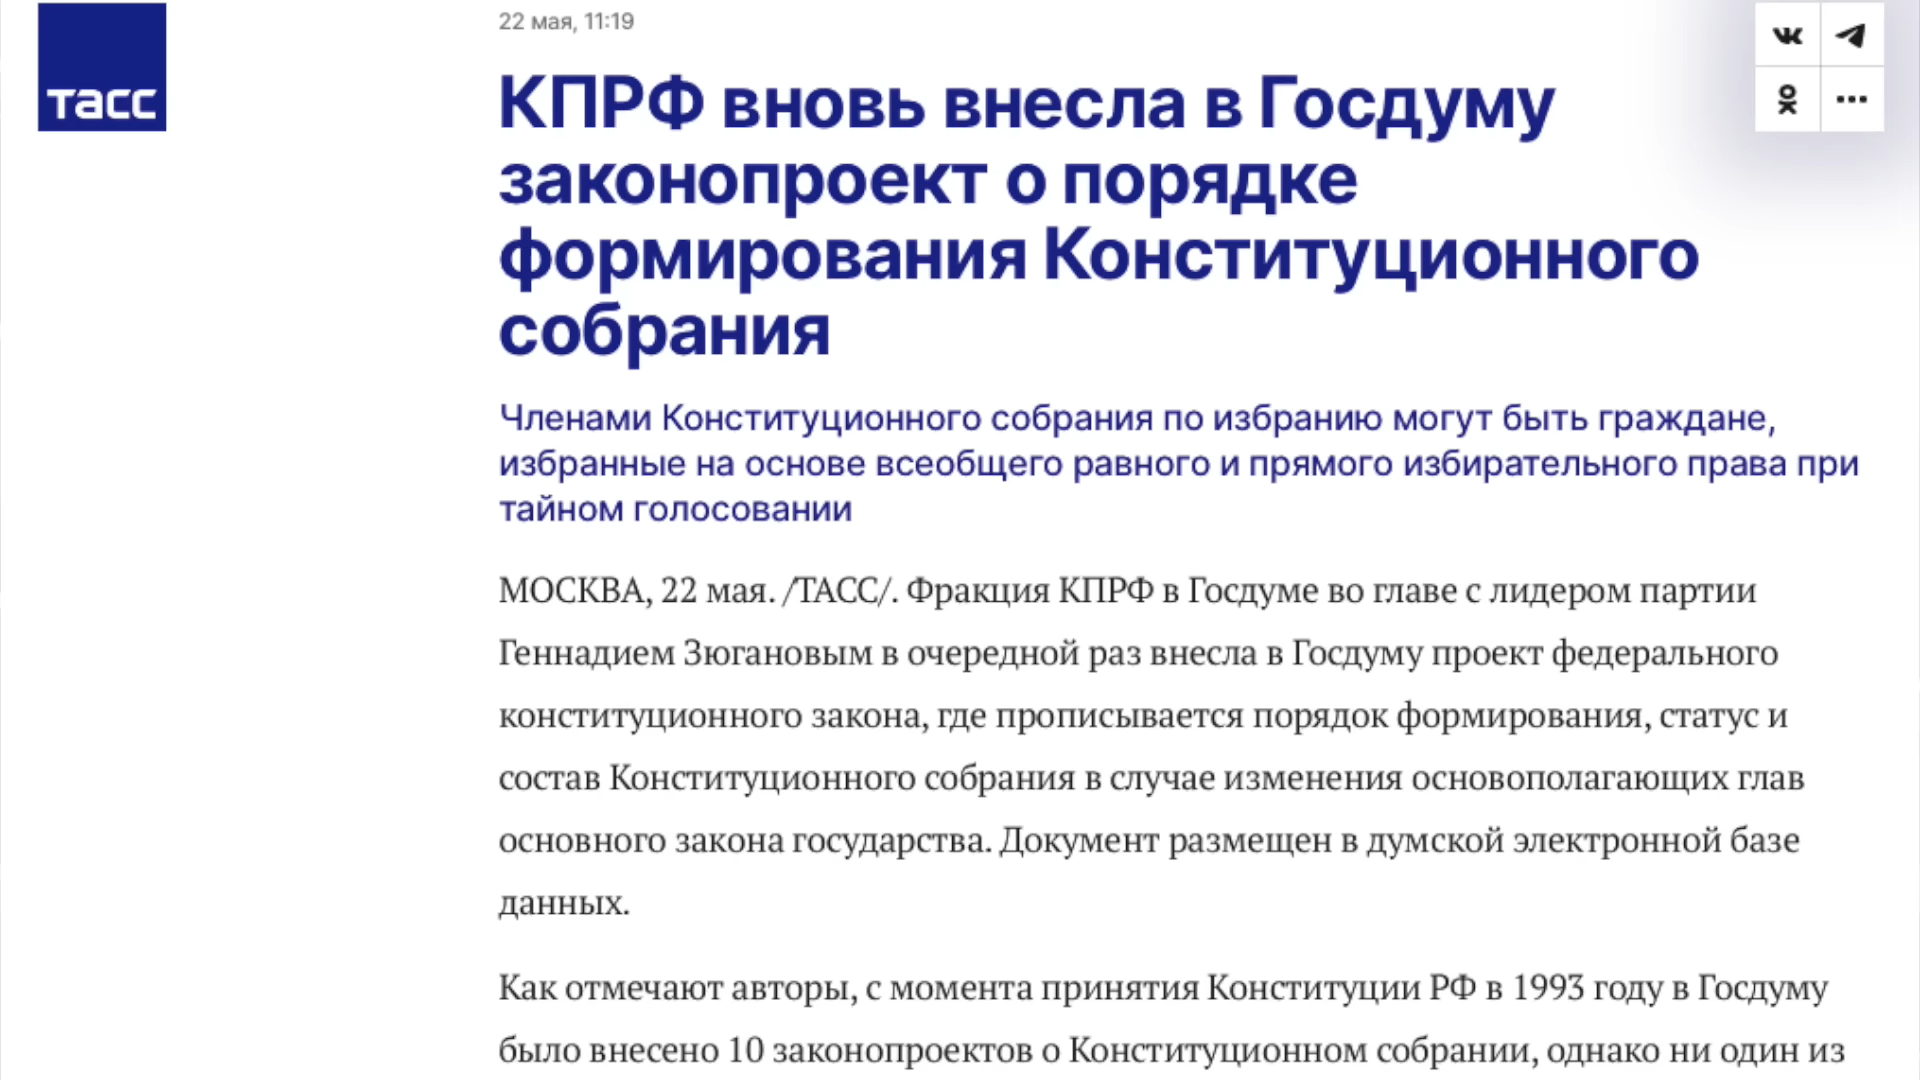 тасс
22 мая, 11:19
КПРФ вновь внесла в Госдуму
законопроект о порядке
формирования Конституционного
собрания
Членами Конституционного собрания по избранию могут быть граждане,
избранные на основе всеобщего равного и прямого избирательного права при
тайном голосовании
МОСКВА, 22 мая. /ТАСС/. Фракция КПРФ в Госдуме во главе с лидером партии
Геннадием Зюгановым в очередной раз внесла в Госдуму проект федерального
конституционного закона, где прописывается порядок формирования, статус и
состав Конституционного собрания в случае изменения основополагающих глав
основного закона государства. Документ размещен в думской электронной базе
данных.
Как отмечают авторы, с момента принятия Конституции РФ в 1993 году в Госдуму
было внесено 10 законопроектов о Конституционном собрании, однако ни один из